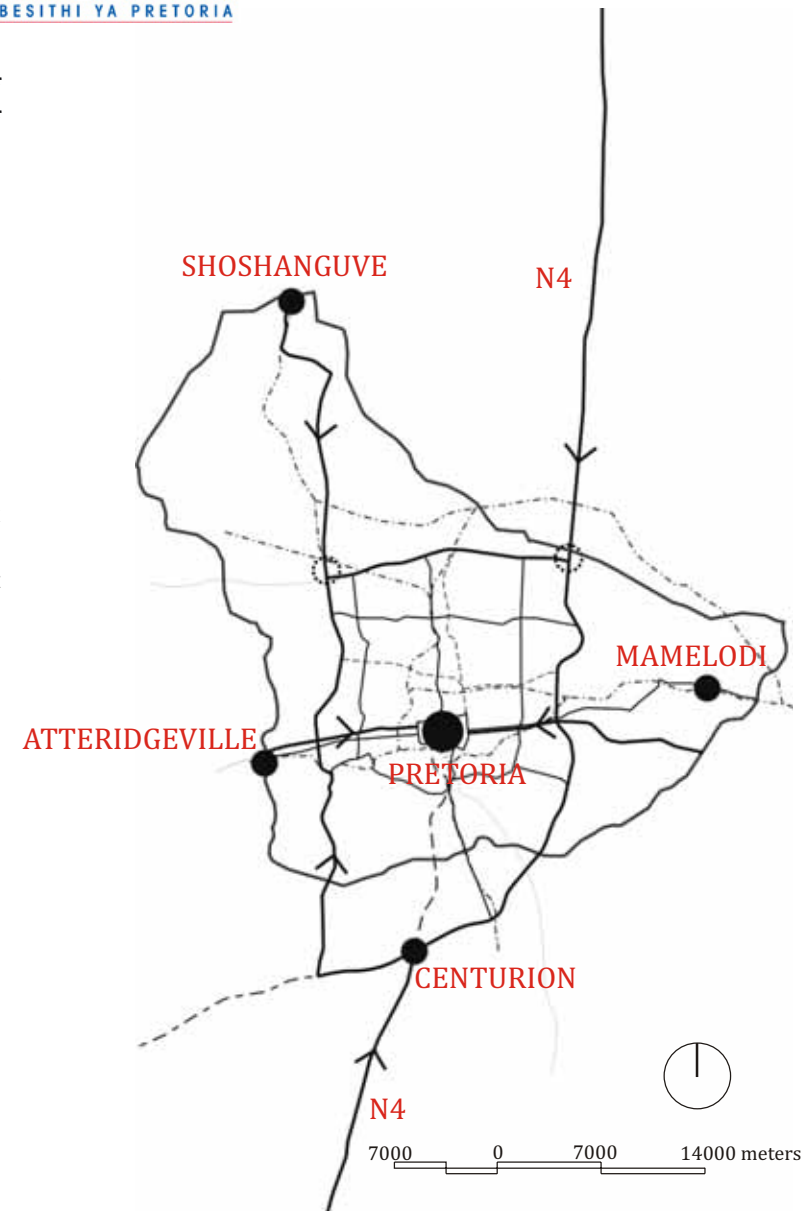 BESITHI YA PRETORIA
SHOSHANGUVE
N4
MAMELODI
ATTERIDGEVILLE
PRETORIA
CENTURION
N4
7000 0 7000 14000 meters